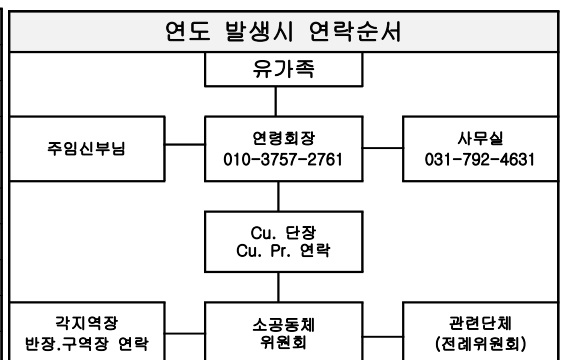 연도 발생시 연락순서
유가족
주임신부님
연령회장
010-3757-2761
사무실
031-792-4631
Cu. 단장
Cu. Pr. 연락
각지역장
반장.구역장 연락
소공동체
위원회
관련단체
(전례위원회)